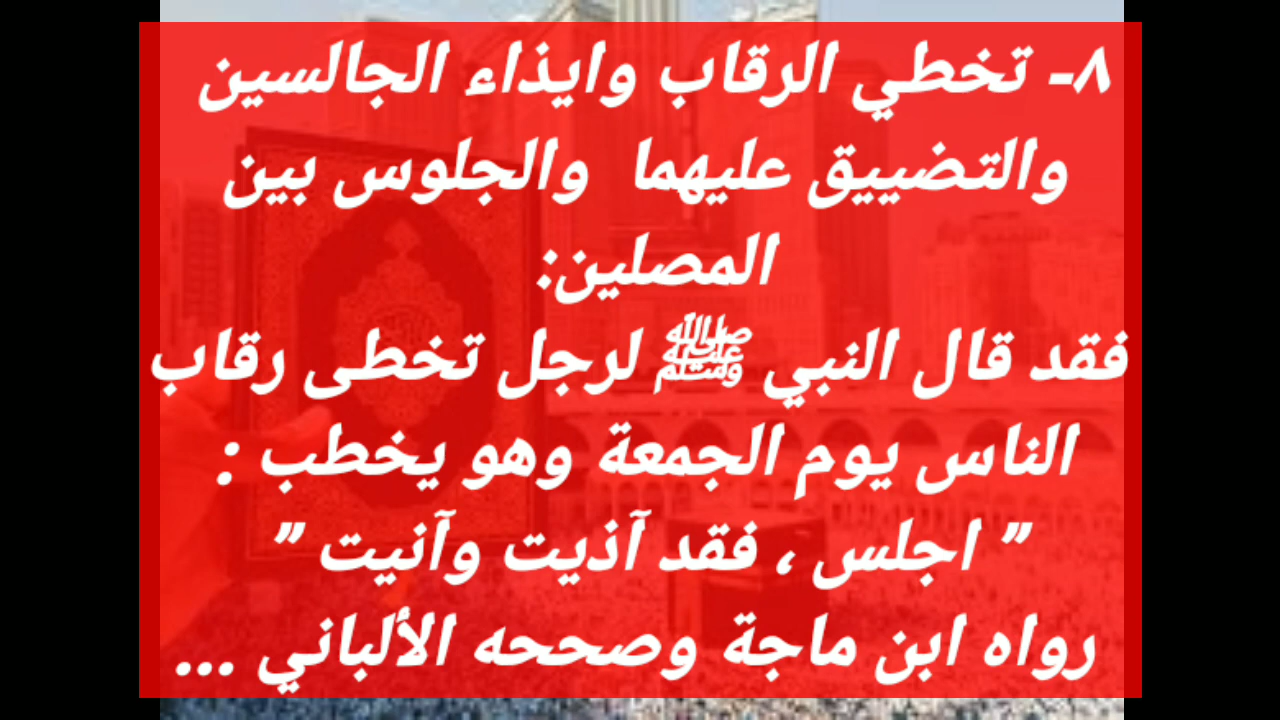 ٨- تخطي الرقاب وايذاء الجالسين
والتضييق عليهما والجلوس بين
المصلين:
فقد قال النبي ﷺ لرجل تخطى رقاب
الناس يوم الجمعة وهو يخطب :
” اجلس ، فقد آذيت وآنيت ”
رواه ابن ماجة وصححه الألباني ...